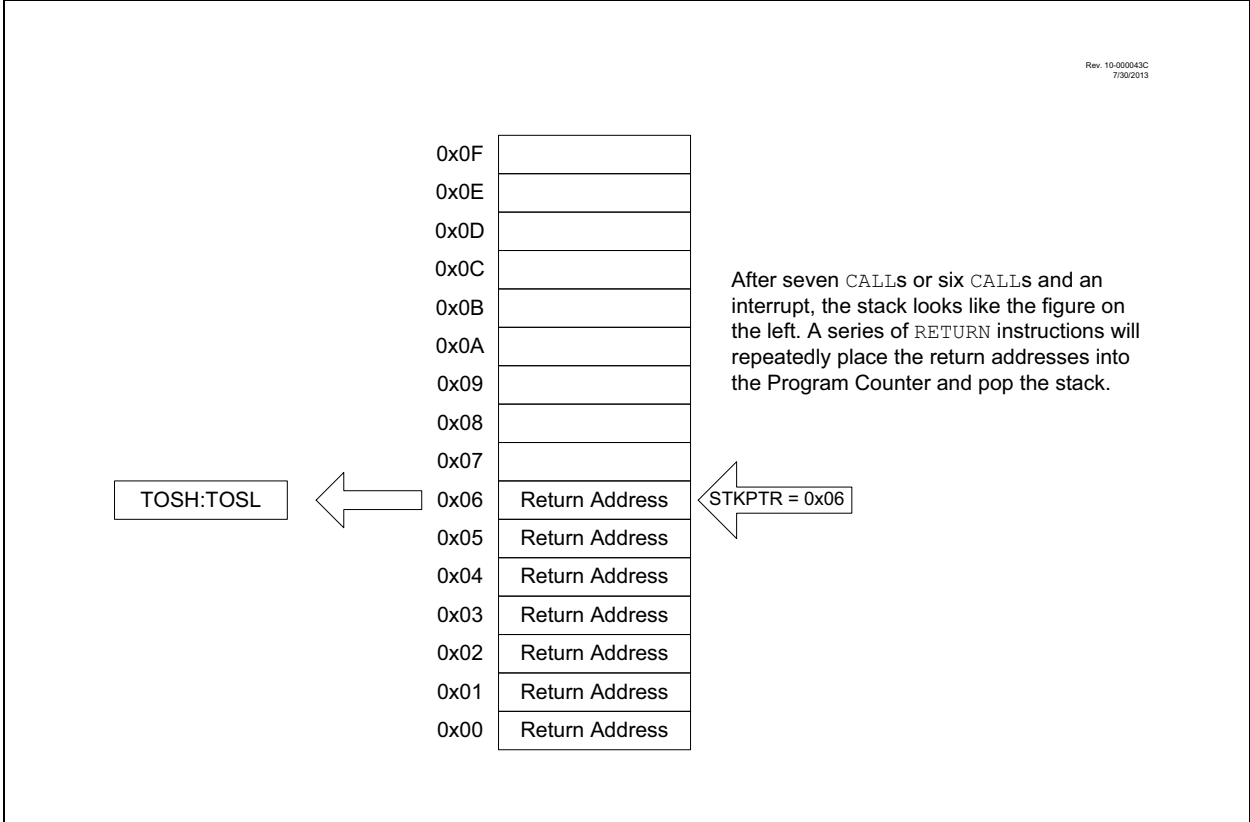 Rev. 10-000043C
7/30/2013
0x0F
0x0E
0x0D
0x0C
0x0B
0x0A
0x09
0x08
0x07
After seven CALLs or six CALLs and an
interrupt, the stack looks like the figure on
the left. A series of RETURN instructions will
repeatedly place the return addresses into
the Program Counter and pop the stack.
TOSH:TOSL
0x06 Return Address
STKPTR = 0x06
0x05 Return Address
0x04 Return Address
0x03 Return Address
0x02 Return Address
0x01 Return Address
0x00 Return Address